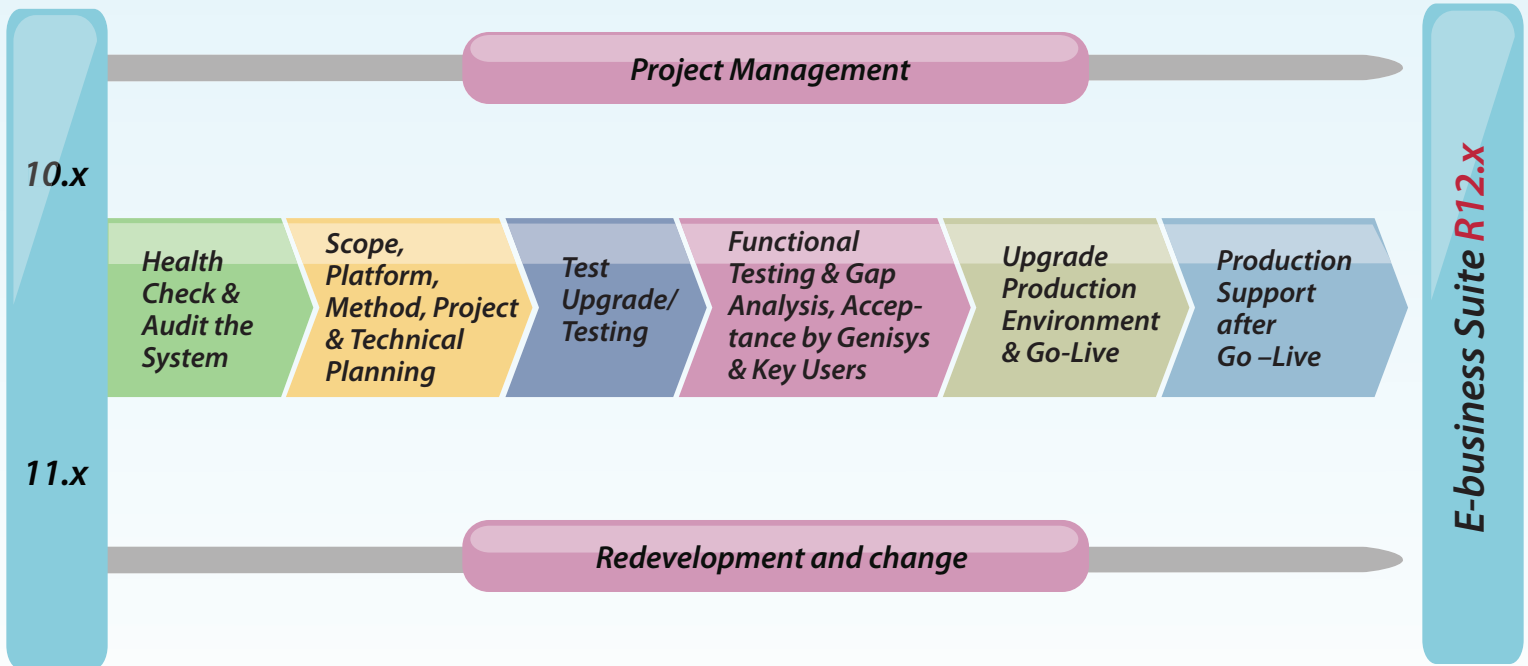 Project Management
10.x
11.x
Health
Check &
Audit the
System
Scope,
Platform,
Method, Project
& Technical
Planning
Test
Upgrade/
Testing
Functional
Testing & Gap
Analysis, Accep-
tance by Genisys
& Key Users
Upgrade
Production
Environment
& Go-Live
Production
Support
after
Go –Live
Redevelopment and change
E-business Suite R12.x